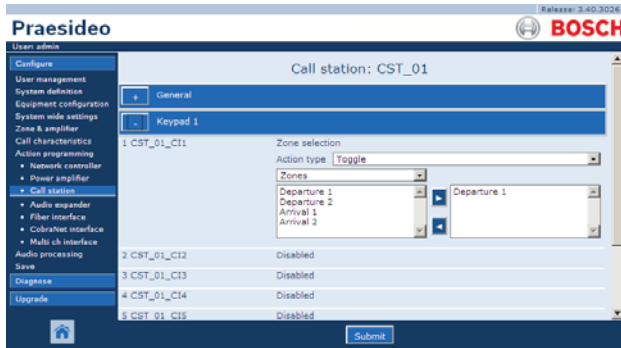 Release: 3.40.3026
Praesideo
BOSCH
User: admin
Configure
User management
System definition
Equipment configuration
System wide settings
Zone & amplifier
Call characteristics
Action programming
• Network controller
• Power amplifier
• Call station
• Audio expander
• Fiber interface
• CobraNet interface
• Multi ch interface
Audio processing
Save
Diagnose
Upgrade
Call station: CST_01
+ General
- Keypad 1
1 CST_01_CI1 Zone selection
Action type Toggle
Zones
Departure 1
Departure 2
Arrival 1
Arrival 2
Departure 1
2 CST_01_CI2 Disabled
3 CST_01_CI3 Disabled
4 CST_01_CI4 Disabled
5 CST_01_CI5 Disabled
Submit